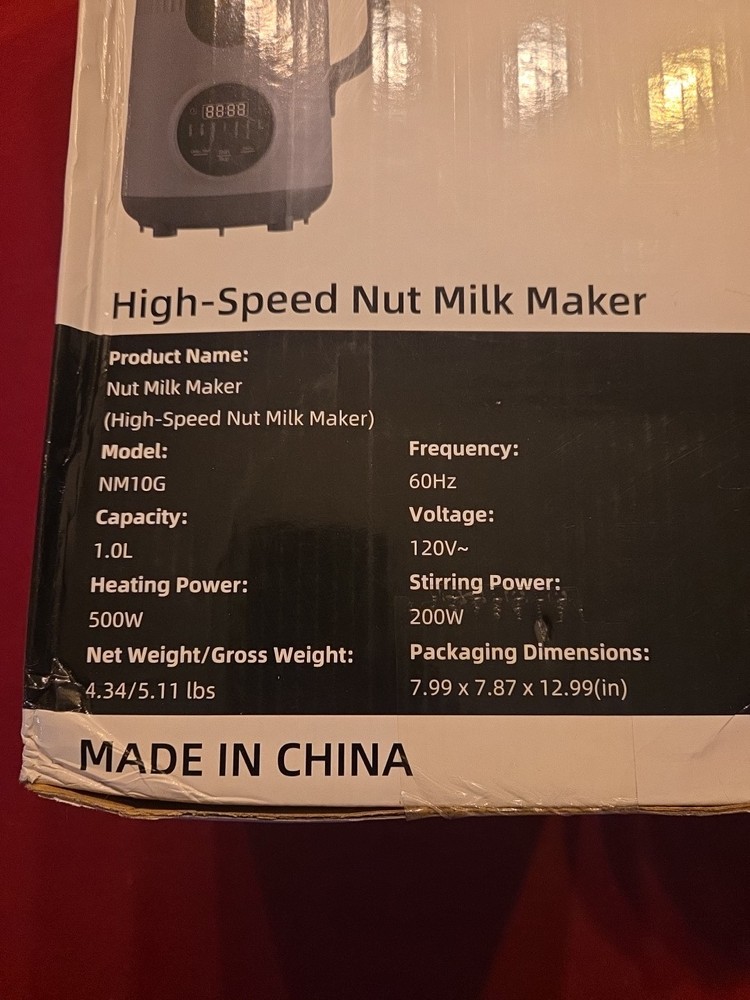 88:88
High-Speed Nut Milk Maker
Product Name:
Nut Milk Maker
(High-Speed Nut Milk Maker)
Model:
NM10G
Capacity:
1.0L
Heating Power:
500W
Net Weight/Gross Weight:
4.34/5.11 lbs
Frequency:
60Hz
Voltage:
120V~
Stirring Power:
200W
Packaging Dimensions:
7.99 x 7.87 x 12.99(in)
MADE IN CHINA